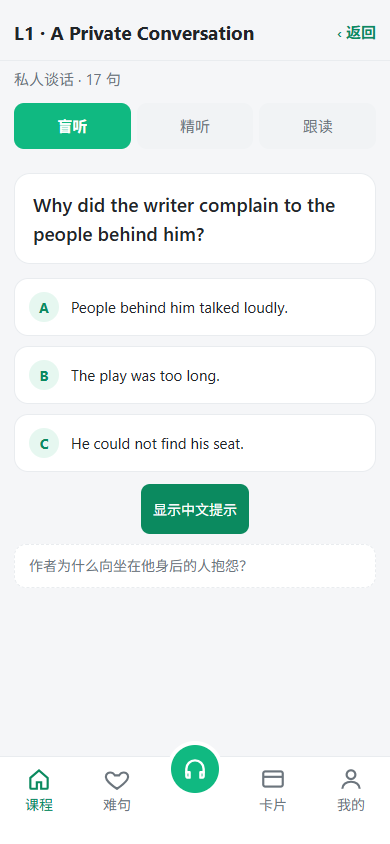 L1 · A Private Conversation
‹ 返回
私人谈话 · 17 句
盲听
精听
跟读
Why did the writer complain to the
people behind him?
A People behind him talked loudly.
B The play was too long.
C He could not find his seat.
显示中文提示
作者为什么向坐在他身后的人抱怨?
课程
难句
卡片
我的